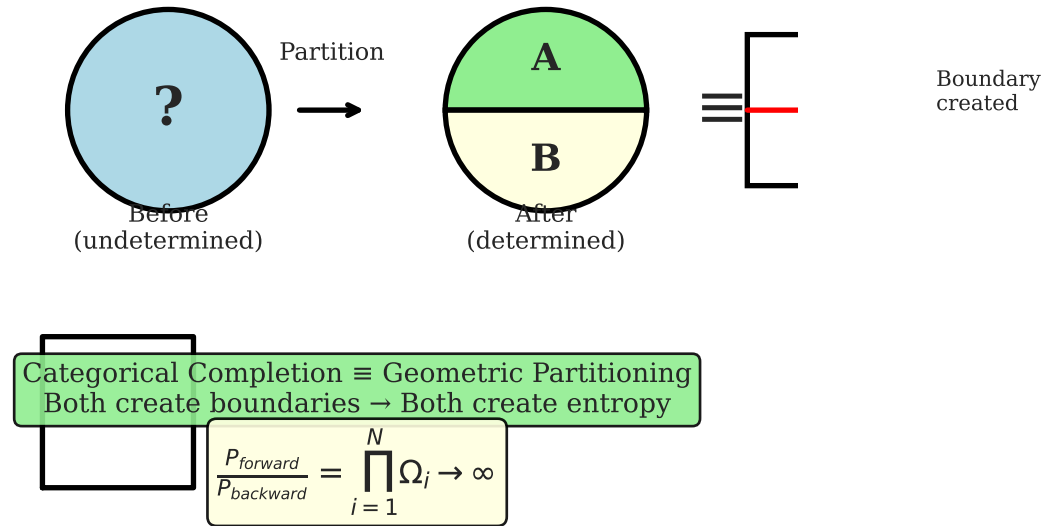 ?
Partition
A
B
≡
Boundary
created
Before
(undetermined)
After
(determined)
Categorical Completion ≡ Geometric Partitioning
Both create boundaries → Both create entropy
P_forward / P_backward = ∏_{i=1}^{N} Ω_i → ∞